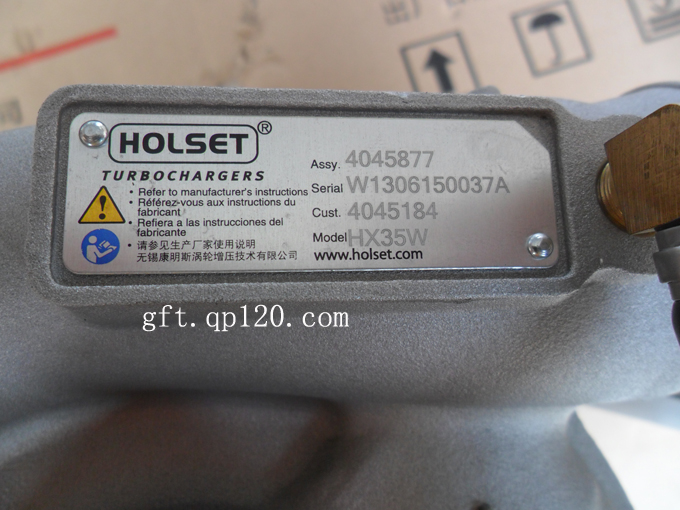 HOLSET®
TURBOCHARGERS
• Refer to manufacturer's instructions
• Référez-vous aux instructions du
fabricant
• Refiera a las instrucciones del
fabricante
• 请参见生产厂家使用说明
无锡康明斯涡轮增压技术有限公司
Assy. 4045877
Serial W1306150037A
Cust. 4045184
Model HX35W
www.holset.com
gft.qp120.com